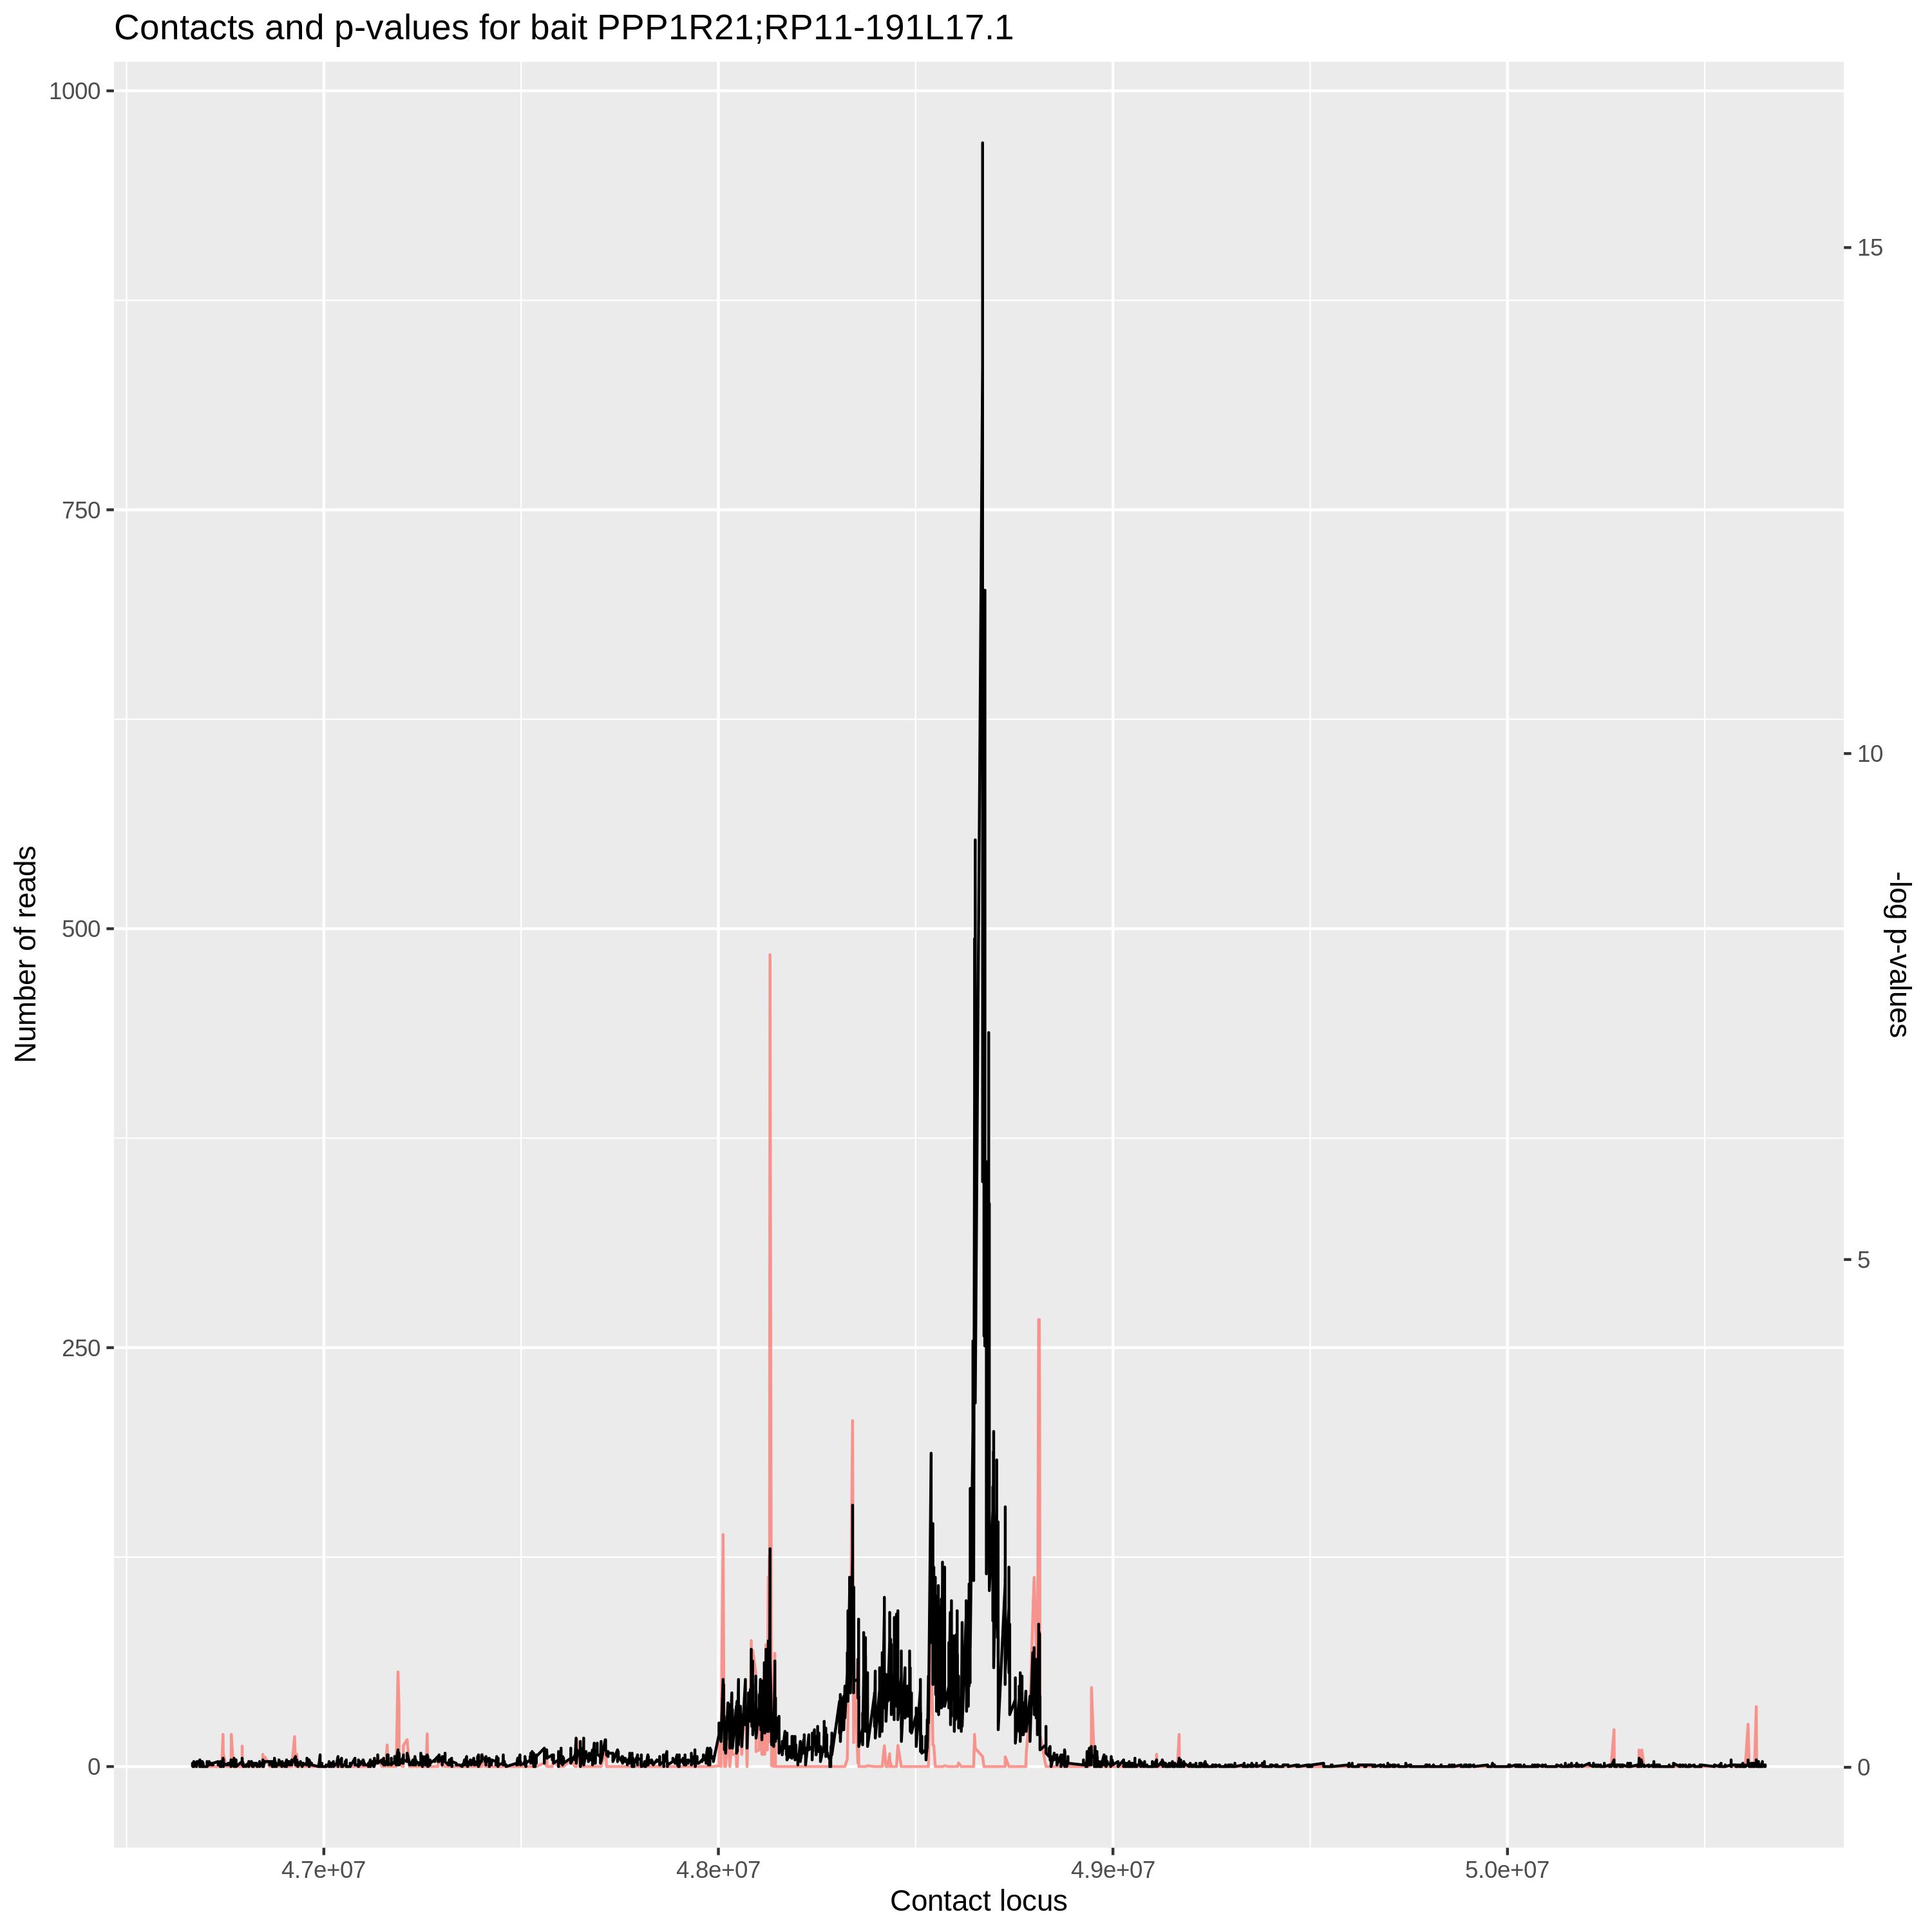 Contacts and p-values for bait PPP1R21;RP11-191L17.1
1000
750
500
250
0
Number of reads
15
10
5
0
-log p-values
4.7e+07
4.8e+07
4.9e+07
5.0e+07
Contact locus